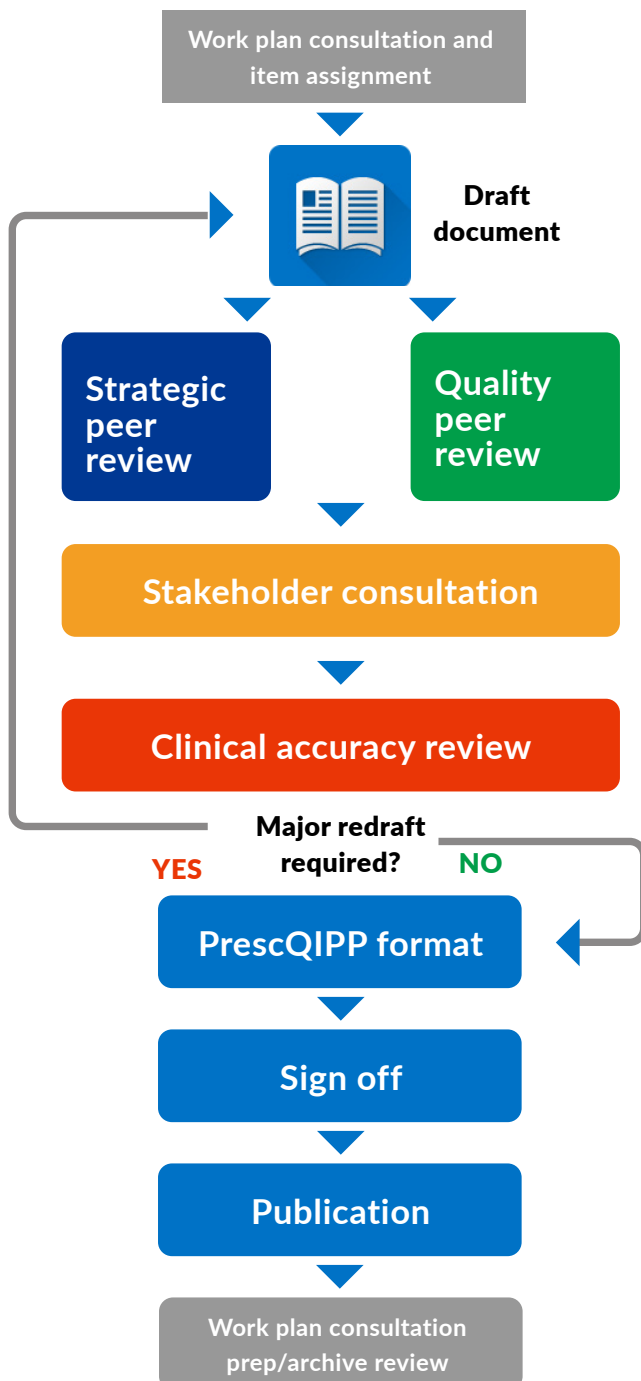 Work plan consultation and
item assignment
Draft
document
Strategic
peer
review
Quality
peer
review
Stakeholder consultation
Clinical accuracy review
Major redraft
required?
YES
NO
PrescQIPP format
Sign off
Publication
Work plan consultation
prep/archive review